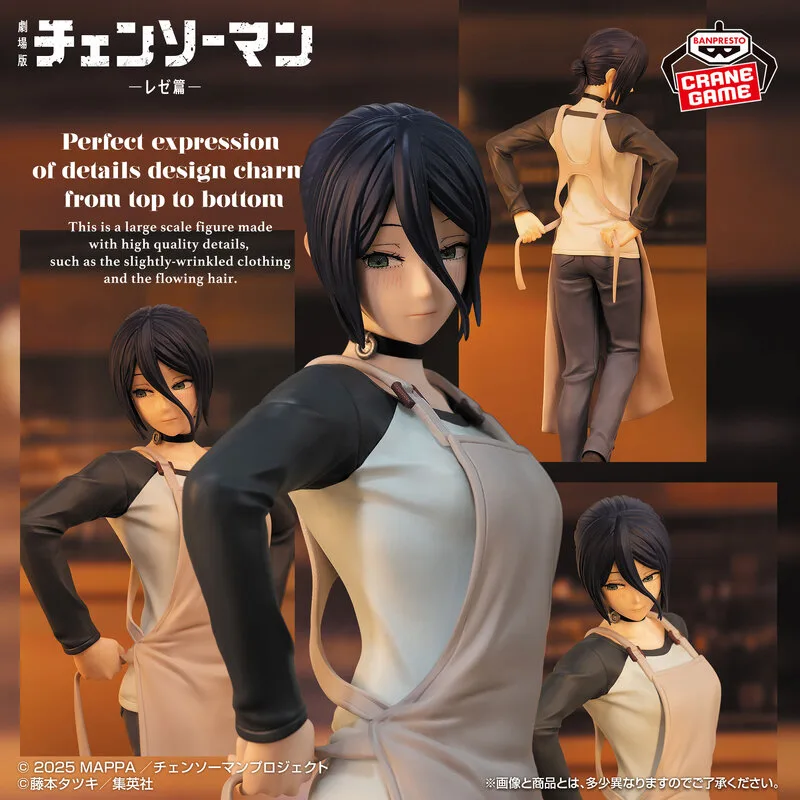 劇場版
チェンソーマン
—レゼ篇—
BANPRESTO
CRANE
GAME
Perfect expression
of details design charm
from top to bottom
This is a large scale figure made
with high quality details,
such as the slightly-wrinkled clothing
and the flowing hair.
© 2025 MAPPA ／チェンソーマンプロジェクト
©藤本タツキ／集英社
※画像と商品とは、多少異なりますのでご了承ください。